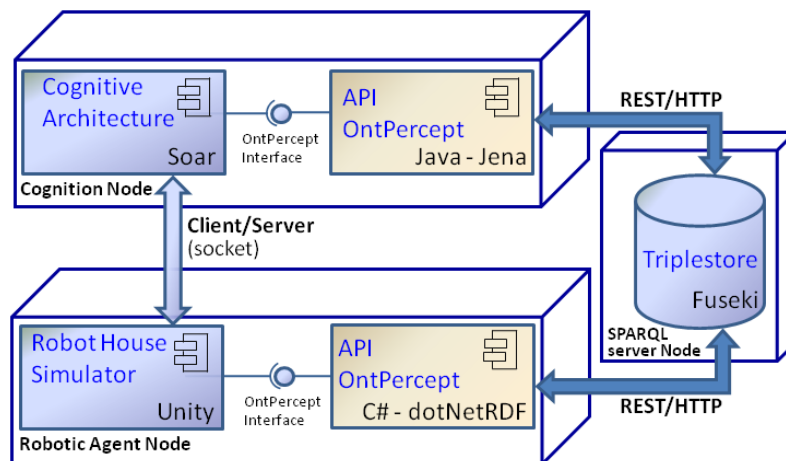 Cognitive
Architecture
Soar
Cognition Node
OntPercept
Interface
API
OntPercept
Java - Jena
REST/HTTP
Client/Server
(socket)
Triplestore
Fuseki
SPARQL
server Node
Robot House
Simulator
Unity
Robotic Agent Node
OntPercept
Interface
API
OntPercept
C# - dotNetRDF
REST/HTTP